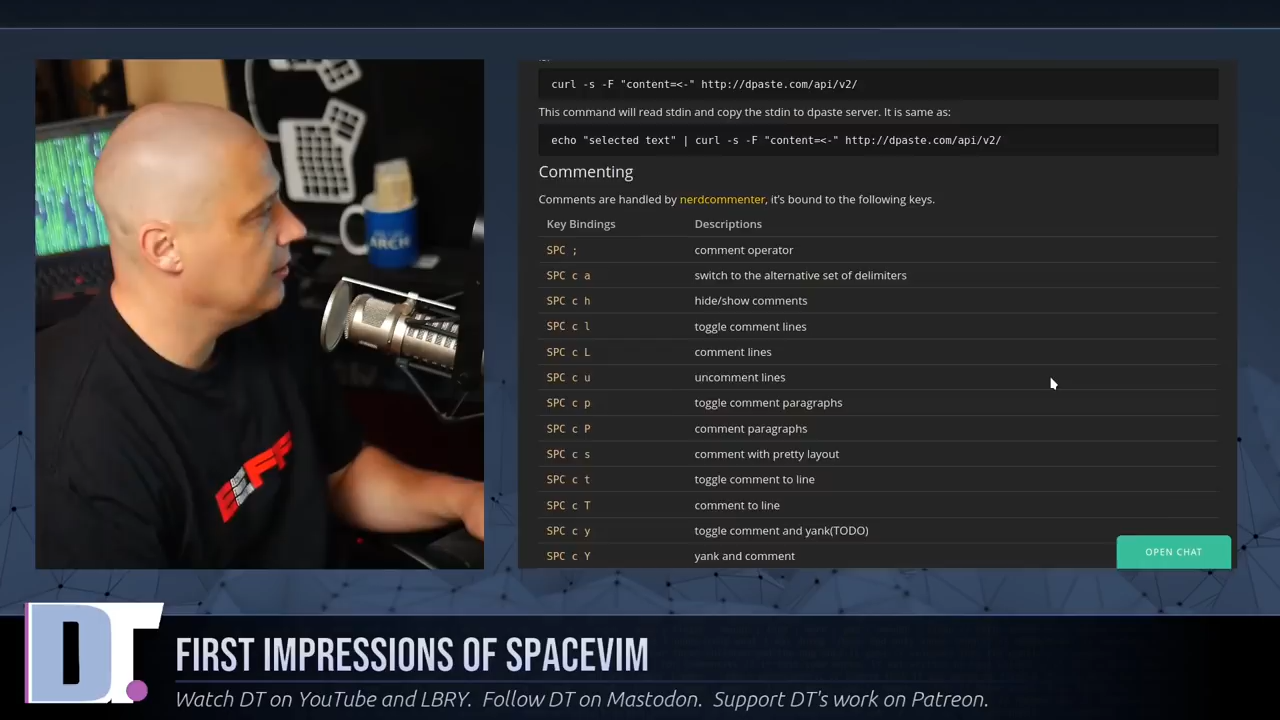 ARCH
EFF
curl -s -F "content=<-" http://dpaste.com/api/v2/
This command will read stdin and copy the stdin to dpaste server. It is same as:
echo "selected text" | curl -s -F "content=<-" http://dpaste.com/api/v2/
Commenting
Comments are handled by nerdcommenter, it's bound to the following keys.
Key Bindings Descriptions
SPC ; comment operator
SPC c a switch to the alternative set of delimiters
SPC c h hide/show comments
SPC c l toggle comment lines
SPC c L comment lines
SPC c u uncomment lines
SPC c p toggle comment paragraphs
SPC c P comment paragraphs
SPC c s comment with pretty layout
SPC c t toggle comment to line
SPC c T comment to line
SPC c y toggle comment and yank(TODO)
SPC c Y yank and comment
OPEN CHAT
DT.
FIRST IMPRESSIONS OF SPACEVIM
Watch DT on YouTube and LBRY. Follow DT on Mastodon. Support DT's work on Patreon.